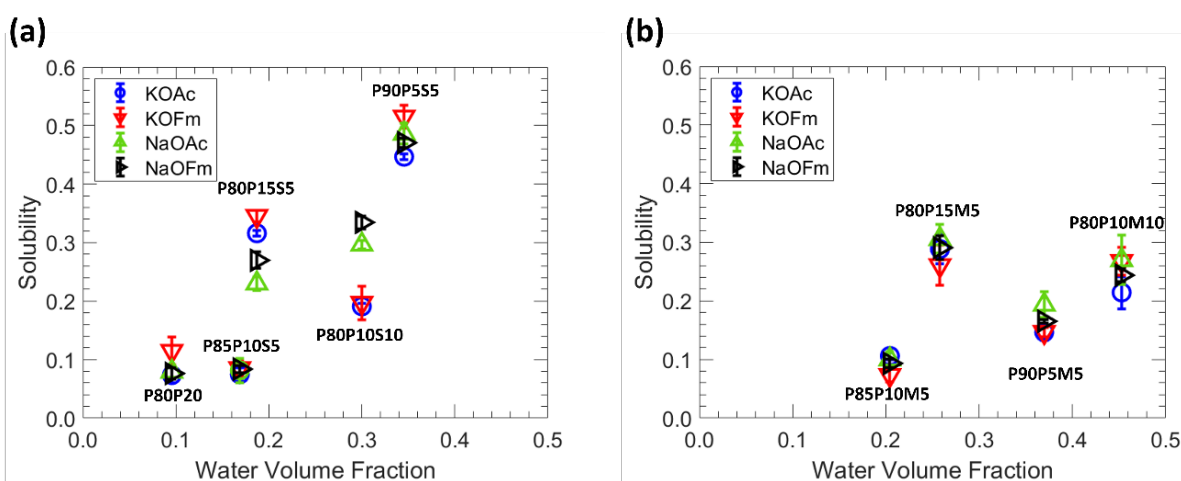 (a)
0.6
0.5
0.4
0.3
0.2
0.1
0.0
Solubility
KOAc
KOFm
NaOAc
NaOFm
P90P5S5
P80P15S5
P80P10S10
P85P10S5
P80P20
0.0 0.1 0.2 0.3 0.4 0.5
Water Volume Fraction
(b)
0.6
0.5
0.4
0.3
0.2
0.1
0.0
Solubility
KOAc
KOFm
NaOAc
NaOFm
P80P15M5
P80P10M10
P90P5M5
P85P10M5
0.0 0.1 0.2 0.3 0.4 0.5
Water Volume Fraction